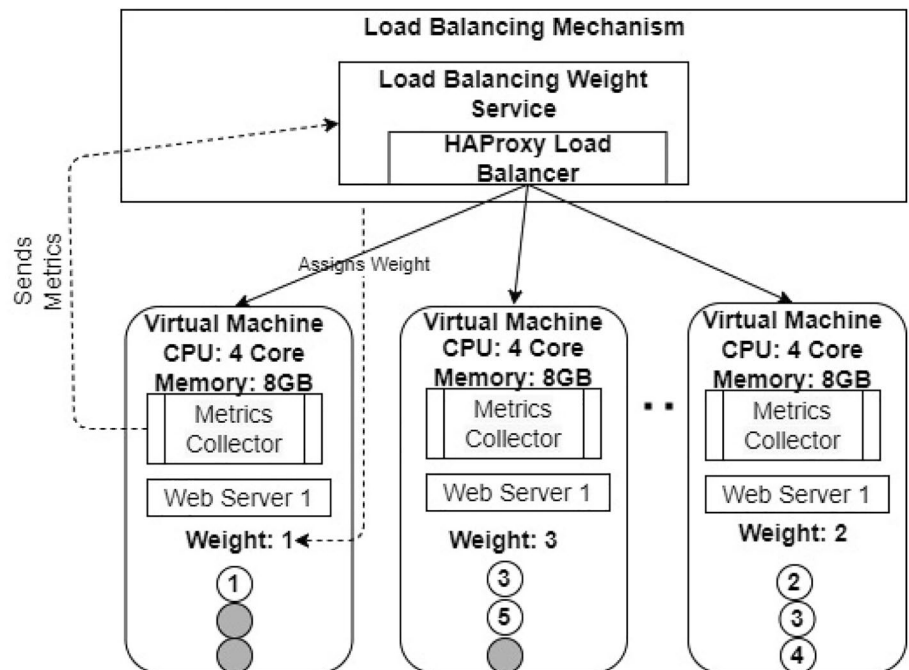 Load Balancing Mechanism
Load Balancing Weight
Service
HAProxy Load
Balancer
Sends
Metrics
Assigns Weight
Virtual Machine
CPU: 4 Core
Memory: 8GB
Metrics
Collector
Web Server 1
Weight: 1
1
Virtual Machine
CPU: 4 Core
Memory: 8GB
Metrics
Collector
Web Server 1
Weight: 3
3
5
Virtual Machine
CPU: 4 Core
Memory: 8GB
Metrics
Collector
Web Server 1
Weight: 2
2
3
4